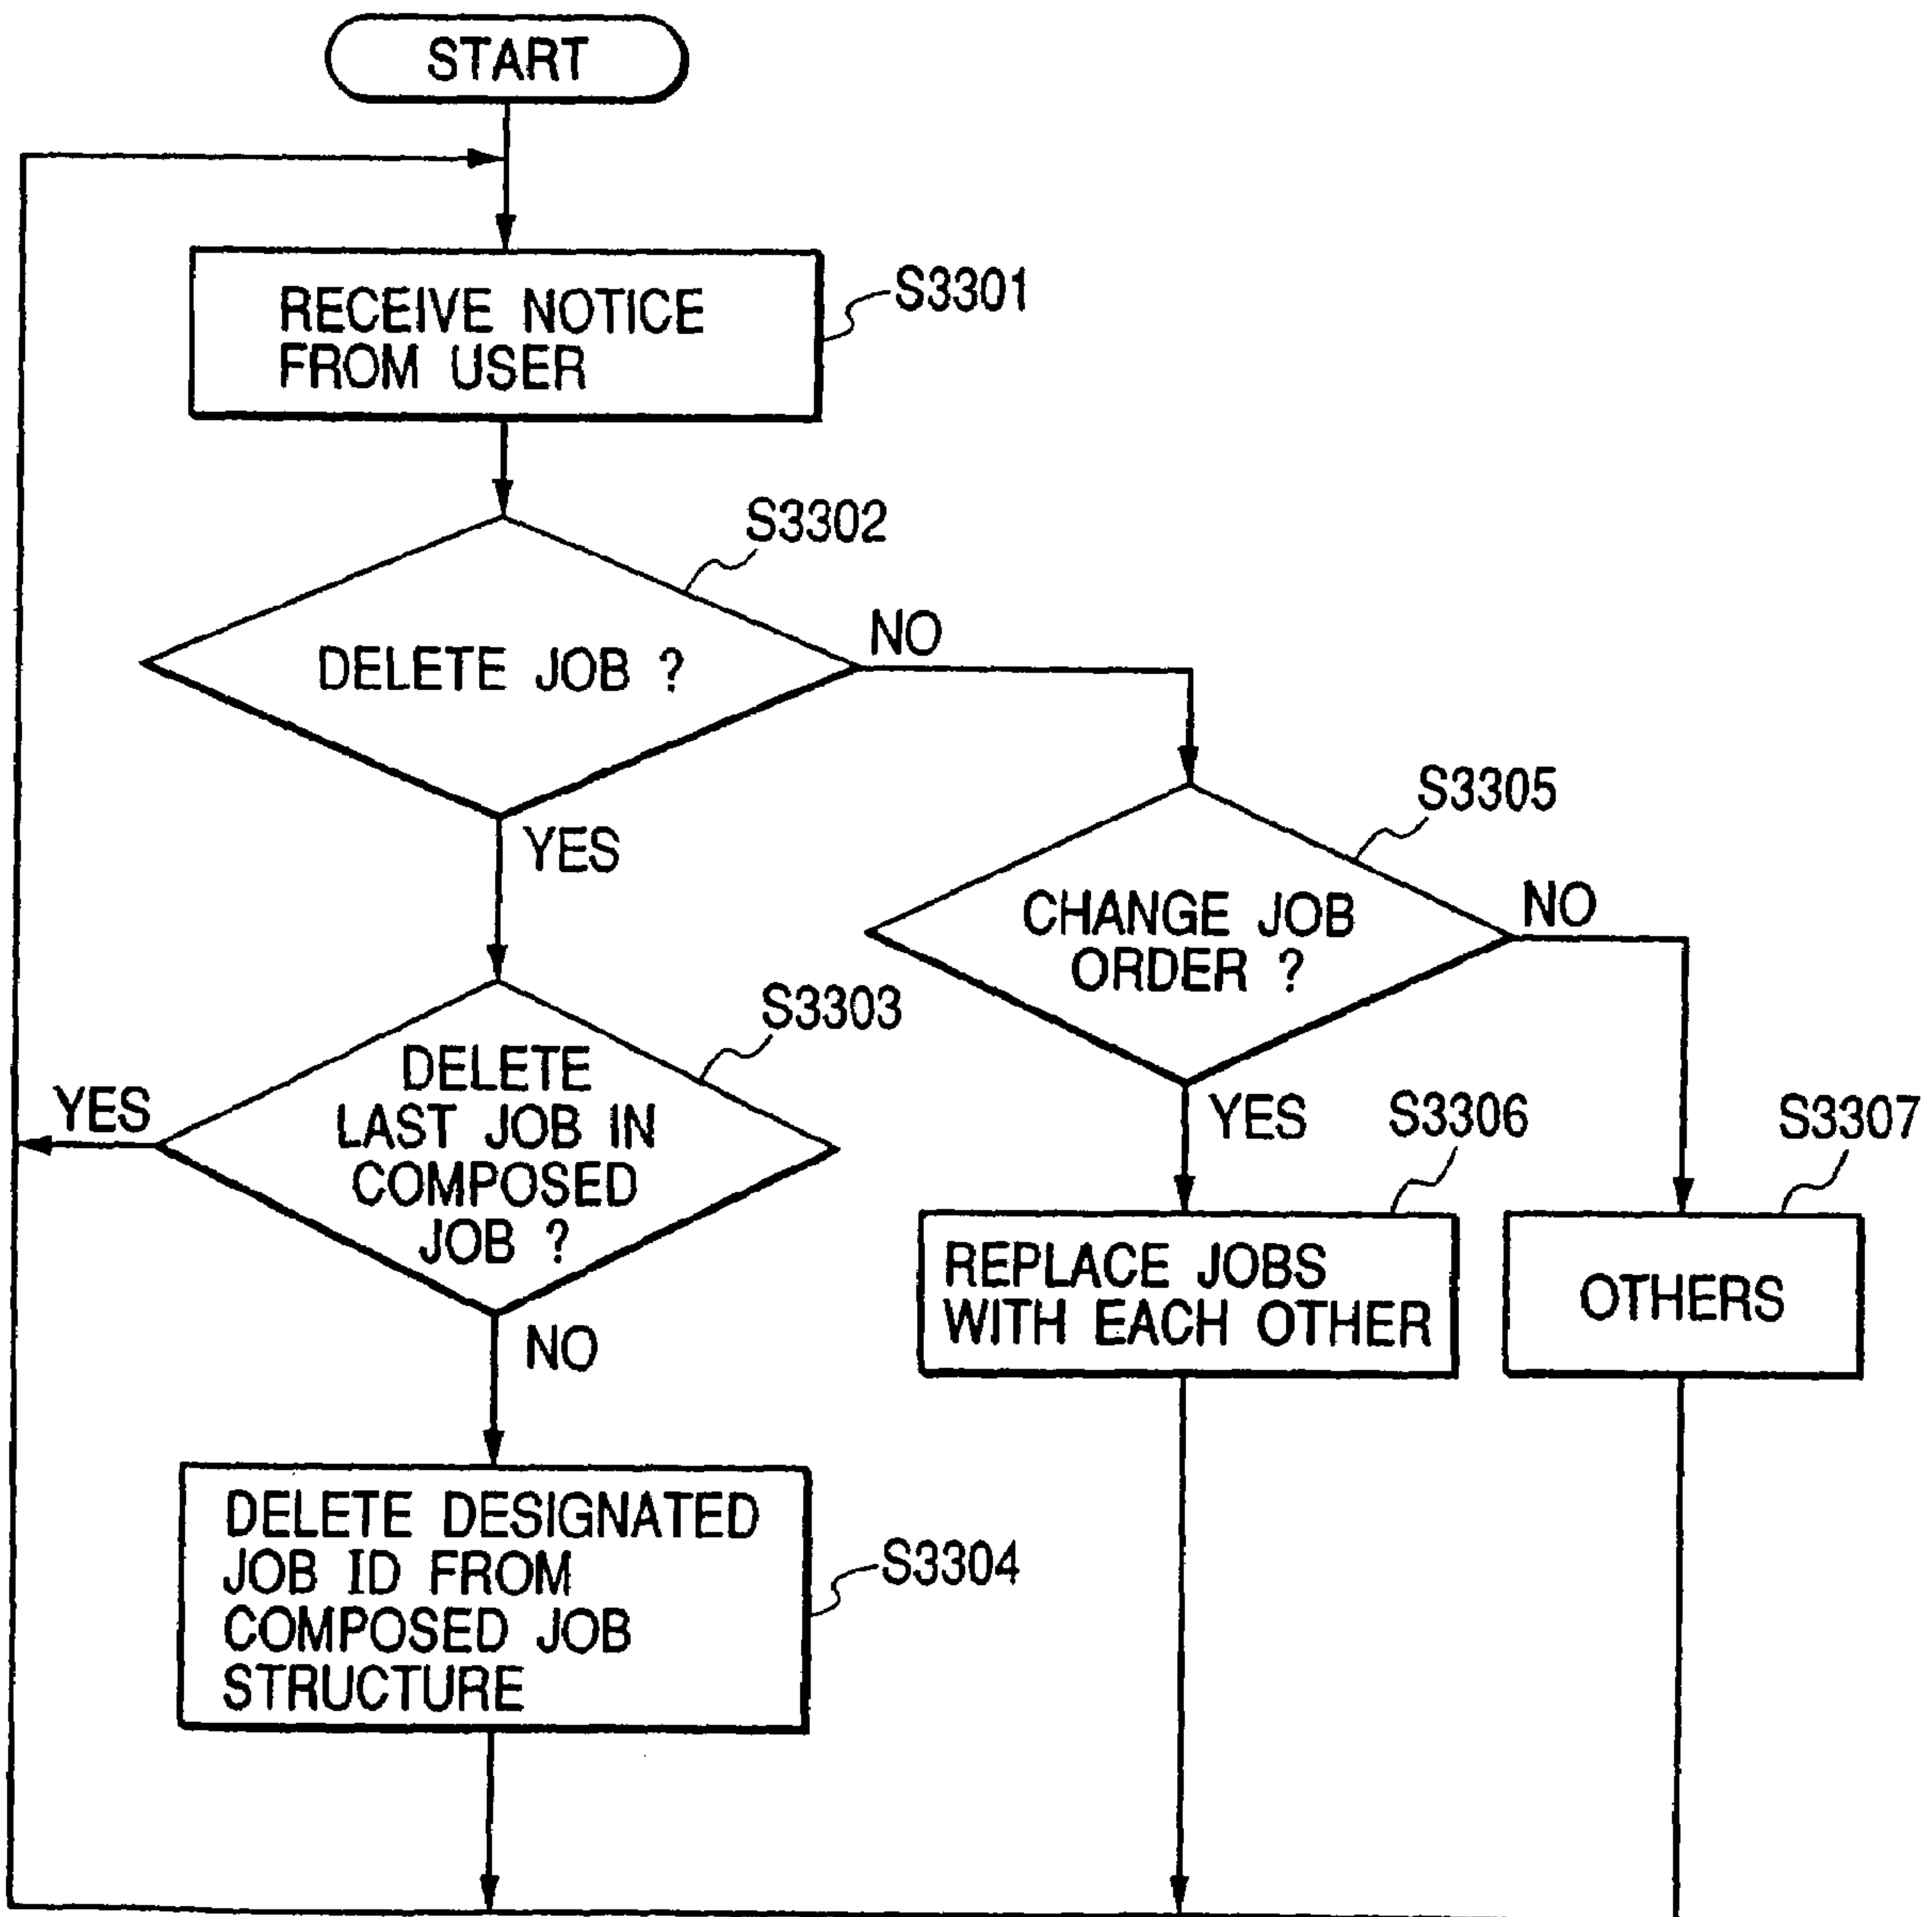 START
RECEIVE NOTICE
FROM USER
S3301
S3302
DELETE JOB ?
NO
YES
S3305
CHANGE JOB
ORDER ?
NO
YES
S3303
DELETE
LAST JOB IN
COMPOSED
JOB ?
YES
NO
S3306
REPLACE JOBS
WITH EACH OTHER
S3307
OTHERS
DELETE DESIGNATED
JOB ID FROM
COMPOSED JOB
STRUCTURE
S3304